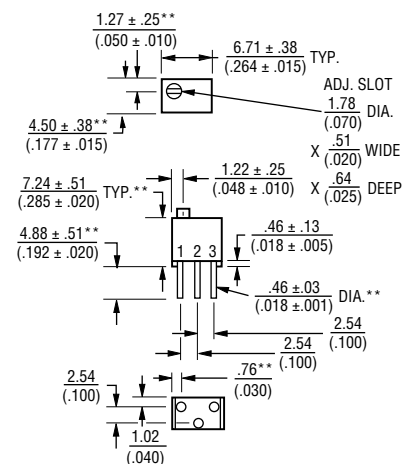 1.27 ± .25**
(.050 ± .010)
6.71 ± .38 TYP.
(.264 ± .015)
ADJ. SLOT
1.78 DIA.
(.070)
X .51 WIDE
(.020)
X .64 DEEP
(.025)
4.50 ± .38**
(.177 ± .015)
1.22 ± .25
(.048 ± .010)
7.24 ± .51 TYP.**
(.285 ± .020)
4.88 ± .51**
(.192 ± .020)
.46 ± .13
(.018 ± .005)
1 2 3
.46 ±.03 DIA.**
(.018 ±.001)
2.54
(.100)
2.54
(.100)
.76**
(.030)
2.54
(.100)
1.02
(.040)